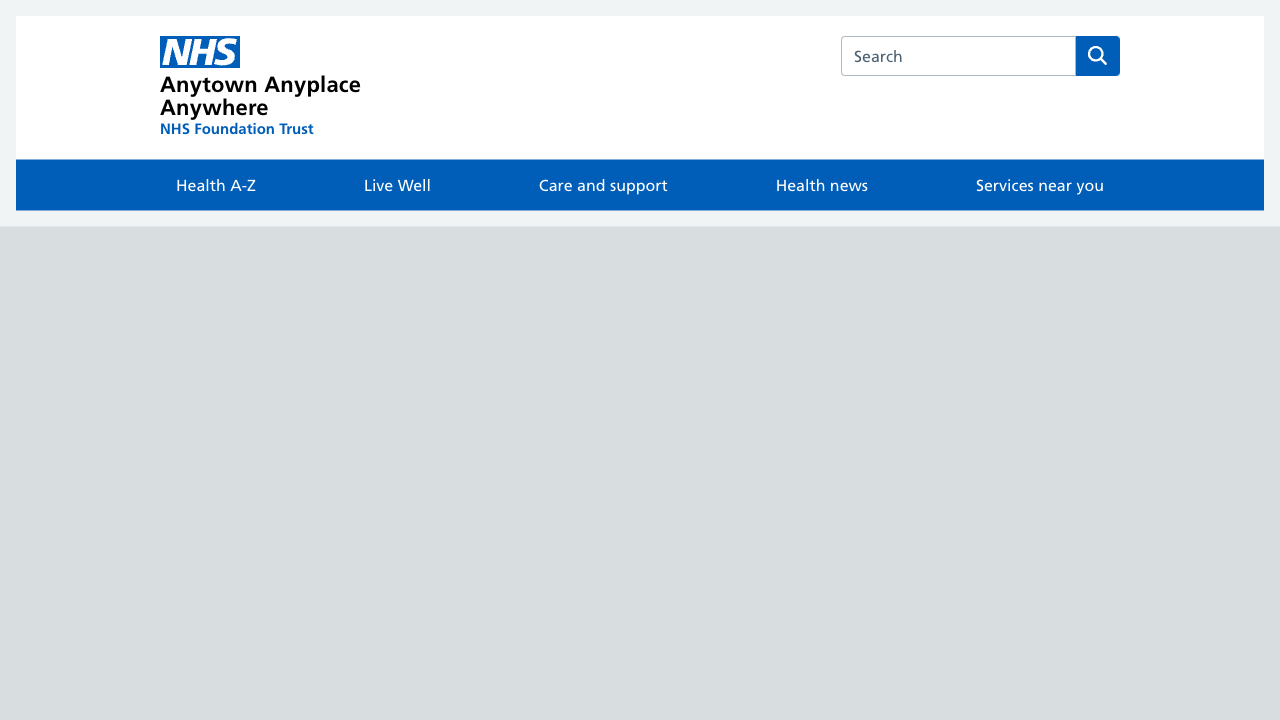 NHS
Anytown Anyplace
Anywhere
NHS Foundation Trust
Search
Health A-Z
Live Well
Care and support
Health news
Services near you